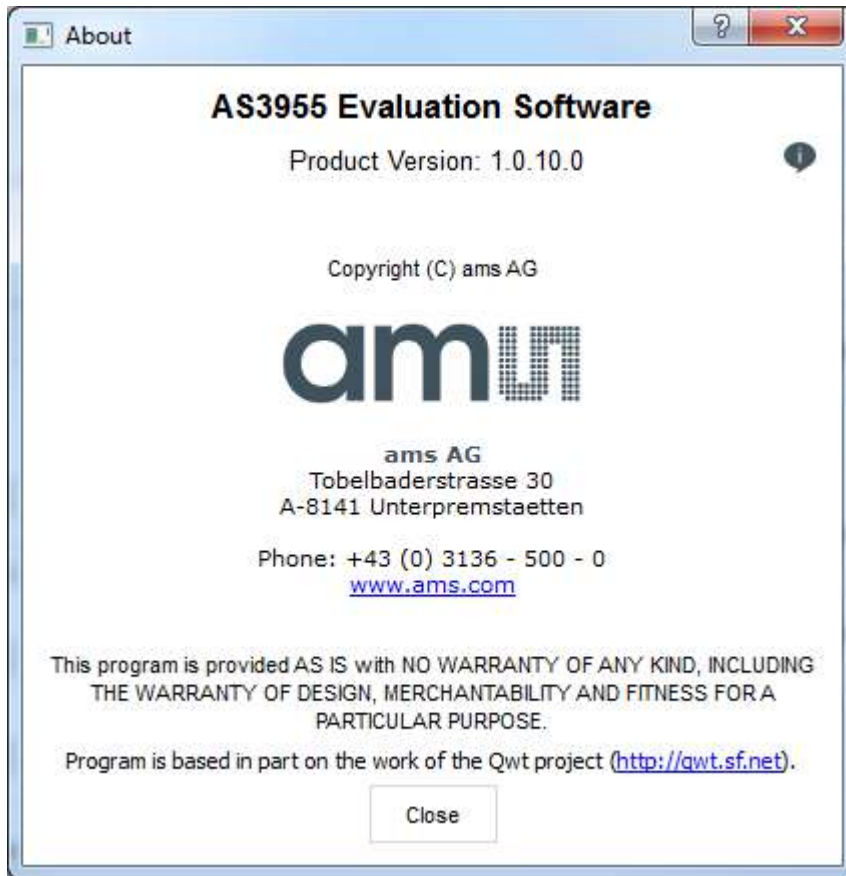 About
?
AS3955 Evaluation Software
Product Version: 1.0.10.0
i
Copyright (C) ams AG
am
ams AG
Tobelbaderstrasse 30
A-8141 Unterpremstaetten
Phone: +43 (0) 3136 - 500 - 0
www.ams.com
This program is provided AS IS with NO WARRANTY OF ANY KIND, INCLUDING
THE WARRANTY OF DESIGN, MERCHANTABILITY AND FITNESS FOR A
PARTICULAR PURPOSE.
Program is based in part on the work of the Qwt project (http://qwt.sf.net).
Close